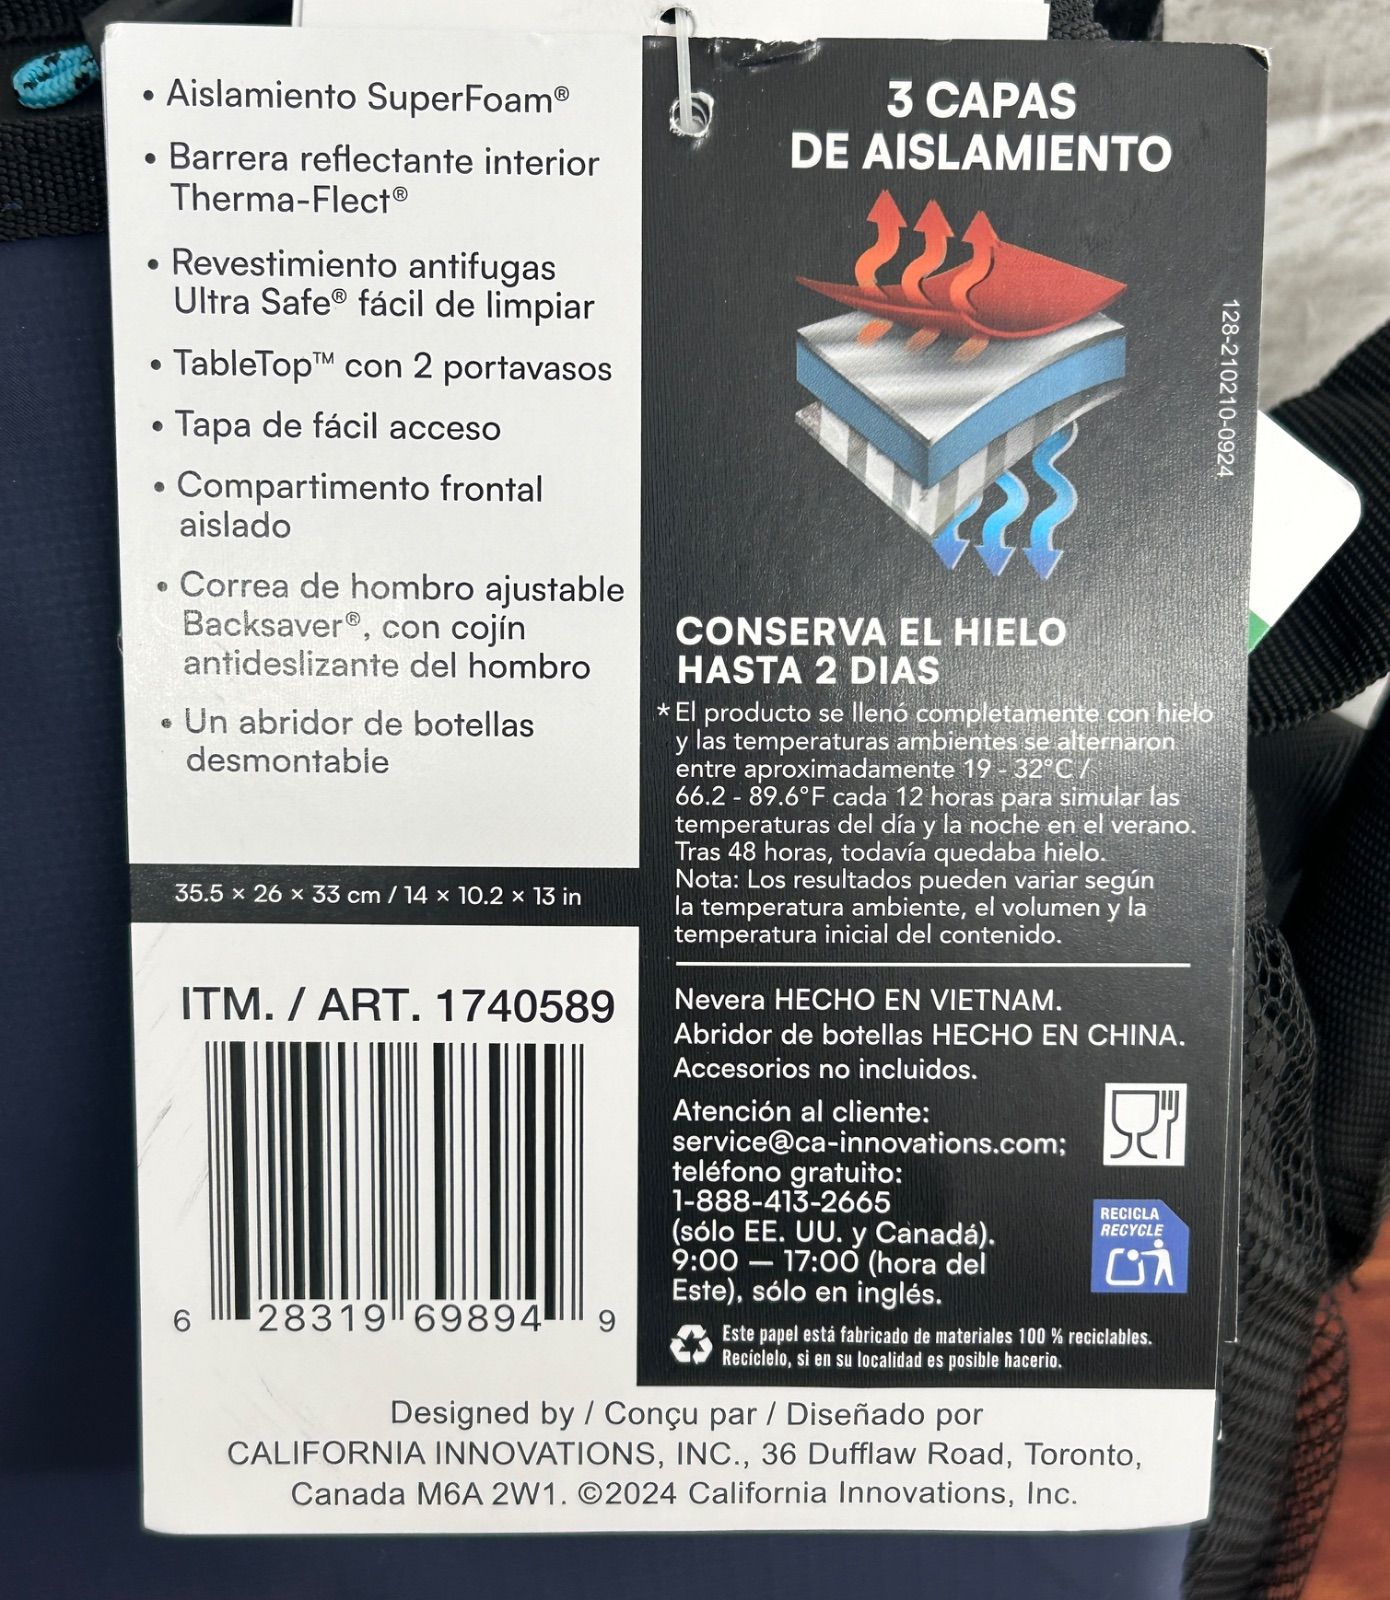 • Aislamiento SuperFoam®
• Barrera reflectante interior
Therma-Flect®
• Revestimiento antifugas
Ultra Safe® fácil de limpiar
• TableTop™ con 2 portavasos
• Tapa de fácil acceso
• Compartimento frontal
aislado
• Correa de hombro ajustable
Backsaver®, con cojín
antideslizante del hombro
• Un abridor de botellas
desmontable
35.5 × 26 × 33 cm / 14 × 10.2 × 13 in
ITM. / ART. 1740589
6 28319 69894 9
3 CAPAS
DE AISLAMIENTO
128-210210-0924
CONSERVA EL HIELO
HASTA 2 DIAS
* El producto se llenó completamente con hielo
y las temperaturas ambientes se alternaron
entre aproximadamente 19 - 32°C /
66.2 - 89.6°F cada 12 horas para simular las
temperaturas del día y la noche en el verano.
Tras 48 horas, todavía quedaba hielo.
Nota: Los resultados pueden variar según
la temperatura ambiente, el volumen y la
temperatura inicial del contenido.
Nevera HECHO EN VIETNAM.
Abridor de botellas HECHO EN CHINA.
Accesorios no incluidos.
Atención al cliente:
service@ca-innovations.com;
teléfono gratuito:
1-888-413-2665
(sólo EE. UU. y Canadá).
9:00 — 17:00 (hora del
Este), sólo en inglés.
RECICLA
RECYCLE
Este papel está fabricado de materiales 100 % reciclables.
Recíclelo, si en su localidad es posible hacerio.
Designed by / Conçu par / Diseñado por
CALIFORNIA INNOVATIONS, INC., 36 Dufflaw Road, Toronto,
Canada M6A 2W1. ©2024 California Innovations, Inc.